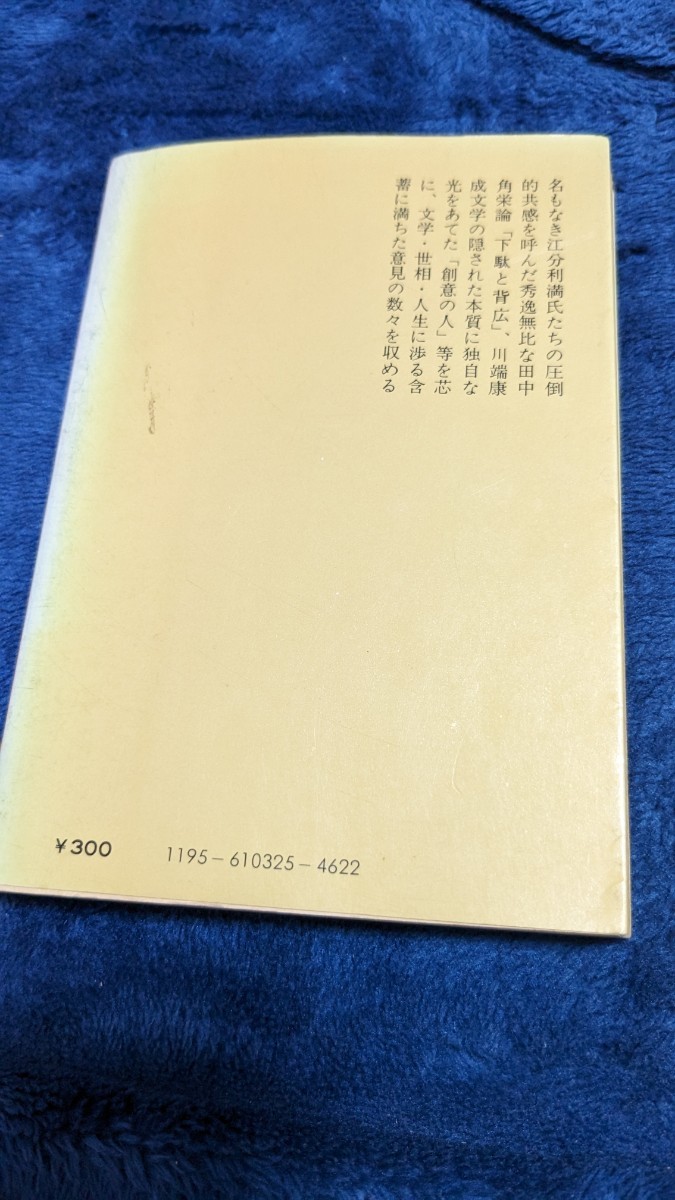 名もなき江分利満氏たちの圧倒
的共感を呼んだ秀逸無比な田中
角栄論「下駄と背広」、川端康
成文学の隠された本質に独自な
光をあてた「創意の人」等を芯
に、文学・世相・人生に渉る含
蓄に満ちた意見の数々を収める
¥300
1195-610325-4622